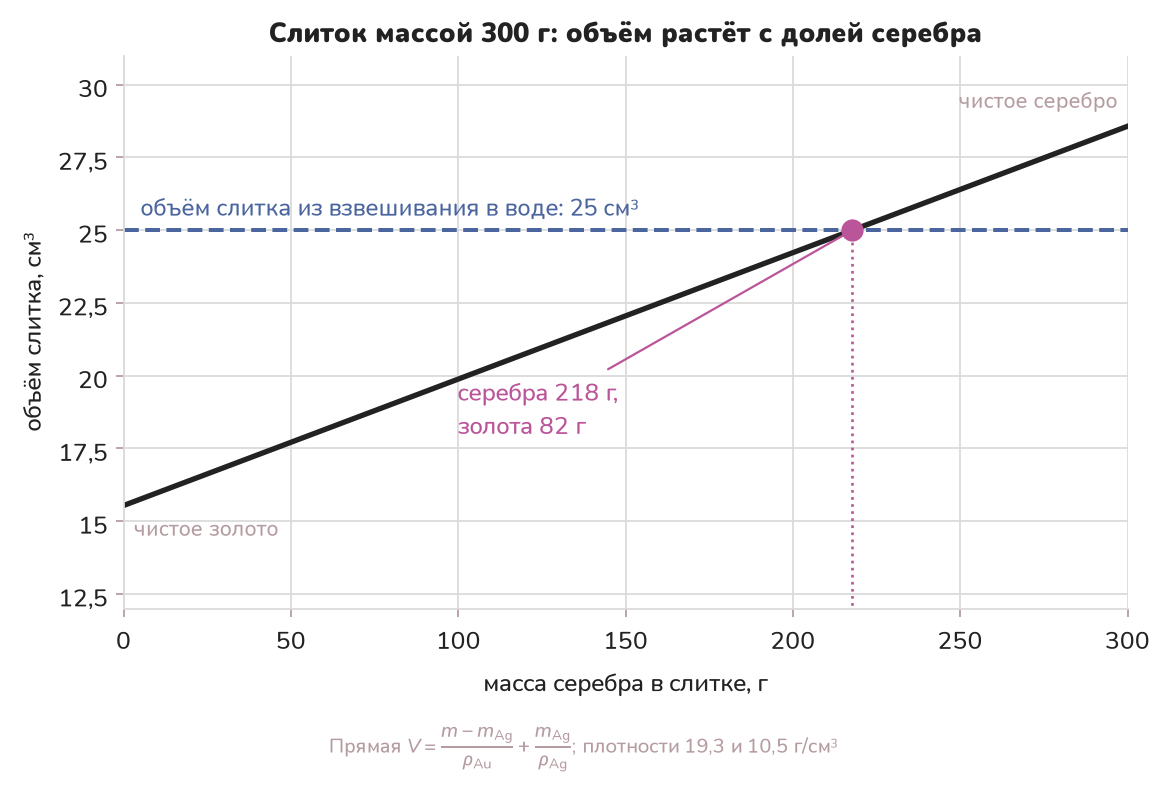 Слиток массой 300 г: объём растёт с долей серебра
30
27,5
25
22,5
20
17,5
15
12,5
объём слитка, см³
чистое серебро
объём слитка из взвешивания в воде: 25 см³
серебра 218 г,
золота 82 г
чистое золото
0 50 100 150 200 250 300
масса серебра в слитке, г
Прямая V = (m − m_Ag)/ρ_Au + m_Ag/ρ_Ag; плотности 19,3 и 10,5 г/см³